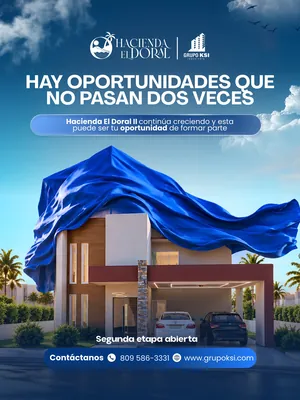 HACIENDA
EL DORAL
GRUPO KSI
HAY OPORTUNIDADES QUE
NO PASAN DOS VECES
Hacienda El Doral II continúa creciendo y esta
puede ser tu oportunidad de formar parte
Segunda etapa abierta
Contáctanos
809 586-3331
www.grupoksi.com